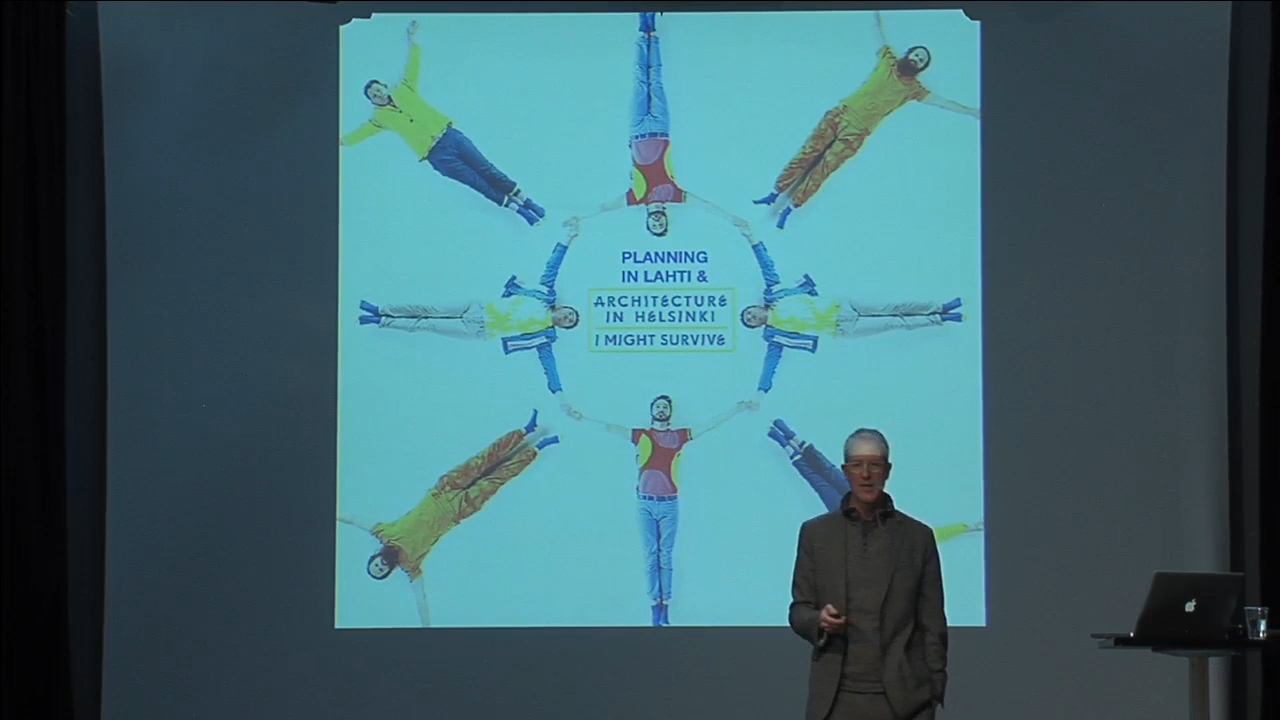 PLANNING
IN LAHTI &
ARCHITECTURE
IN HELSINKI
I MIGHT SURVIVE